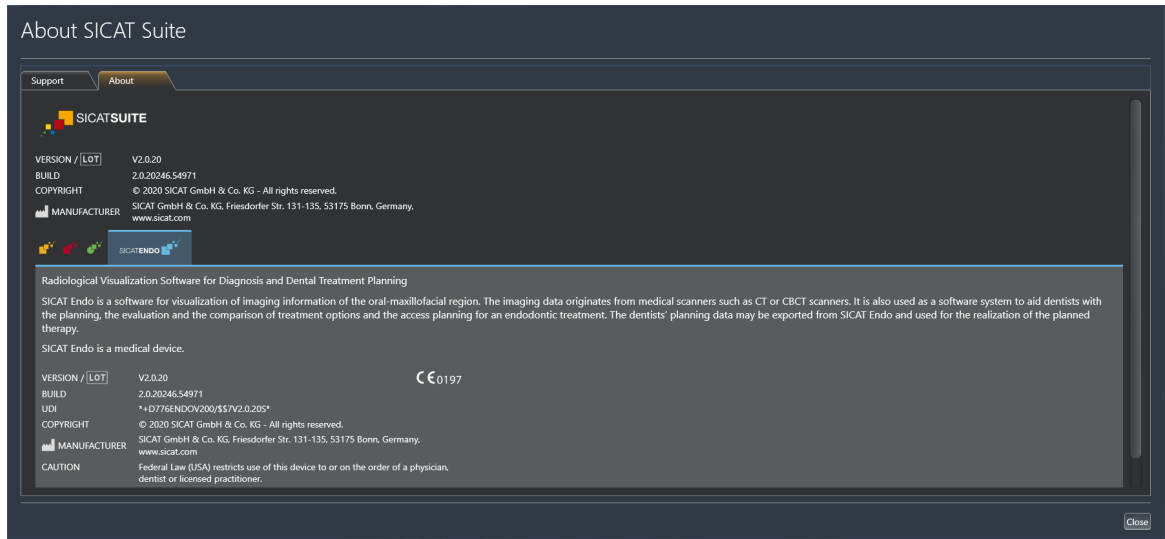 About SICAT Suite
Support
About
SICATSUITE
VERSION / LOT V2.0.20
BUILD 2.0.20246.54971
COPYRIGHT © 2020 SICAT GmbH & Co. KG - All rights reserved.
MANUFACTURER SICAT GmbH & Co. KG, Friesdorfer Str. 131-135, 53175 Bonn, Germany,
www.sicat.com
SICATENDO
Radiological Visualization Software for Diagnosis and Dental Treatment Planning
SICAT Endo is a software for visualization of imaging information of the oral-maxillofacial region. The imaging data originates from medical scanners such as CT or CBCT scanners. It is also used as a software system to aid dentists with
the planning, the evaluation and the comparison of treatment options and the access planning for an endodontic treatment. The dentists' planning data may be exported from SICAT Endo and used for the realization of the planned
therapy.
SICAT Endo is a medical device.
VERSION / LOT V2.0.20 CE0197
BUILD 2.0.20246.54971
UDI *+D776ENDOV200/$$7V2.0.20S*
COPYRIGHT © 2020 SICAT GmbH & Co. KG - All rights reserved.
MANUFACTURER SICAT GmbH & Co. KG, Friesdorfer Str. 131-135, 53175 Bonn, Germany,
www.sicat.com
CAUTION Federal Law (USA) restricts use of this device to or on the order of a physician,
dentist or licensed practitioner.
Close